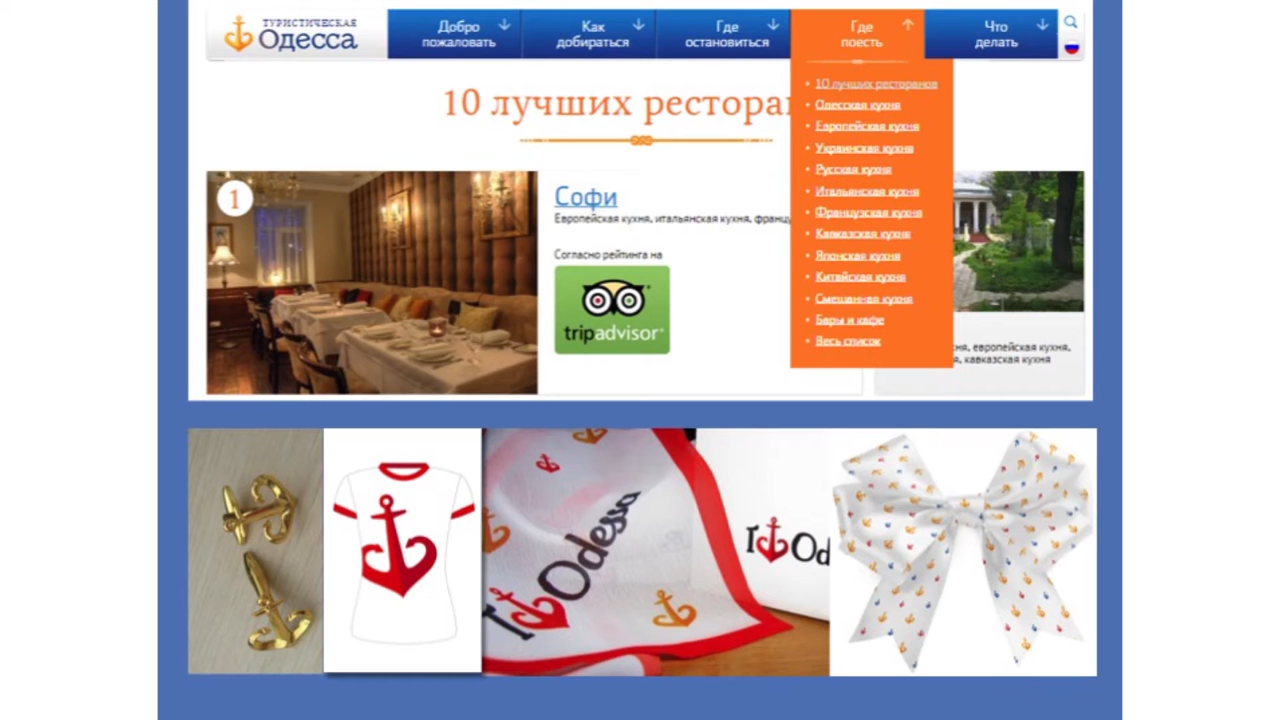 ТУРИСТИЧЕСКАЯ
Одесса
Добро
пожаловать
Как
добираться
Где
остановиться
Где
поесть
Что
делать
10 лучших рестора
10 лучших ресторанов
Одесская кухня
Европейская кухня
Украинская кухня
Русская кухня
Итальянская кухня
Французская кухня
Кавказская кухня
Японская кухня
Китайская кухня
Смешанная кухня
Бары и кафе
Весь список
1
Софи
Европейская кухня, итальянская кухня, францу
Согласно рейтинга на
tripadvisor
европейская кухня,
кавказская кухня
I Odessa
I Od